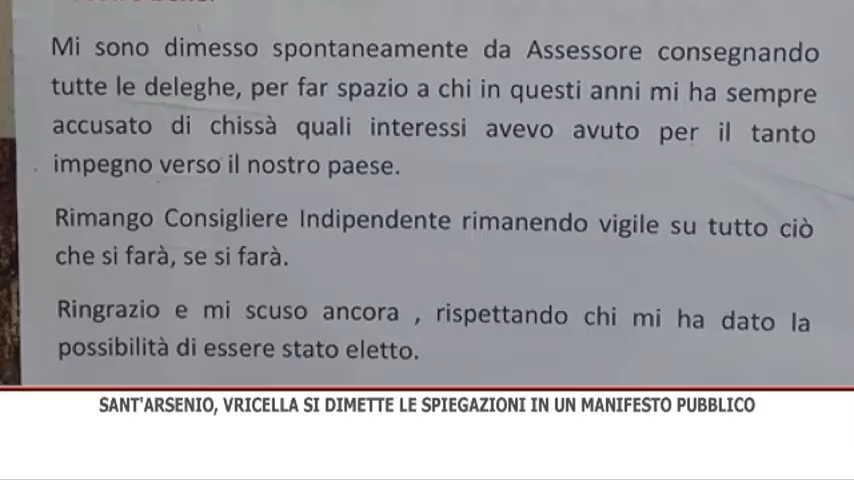 Mi sono dimesso spontaneamente da Assessore consegnando
tutte le deleghe, per far spazio a chi in questi anni mi ha sempre
accusato di chissà quali interessi avevo avuto per il tanto
impegno verso il nostro paese.
Rimango Consigliere Indipendente rimanendo vigile su tutto ciò
che si farà, se si farà.
Ringrazio e mi scuso ancora , rispettando chi mi ha dato la
possibilità di essere stato eletto.
SANT'ARSENIO, VRICELLA SI DIMETTE LE SPIEGAZIONI IN UN MANIFESTO PUBBLICO